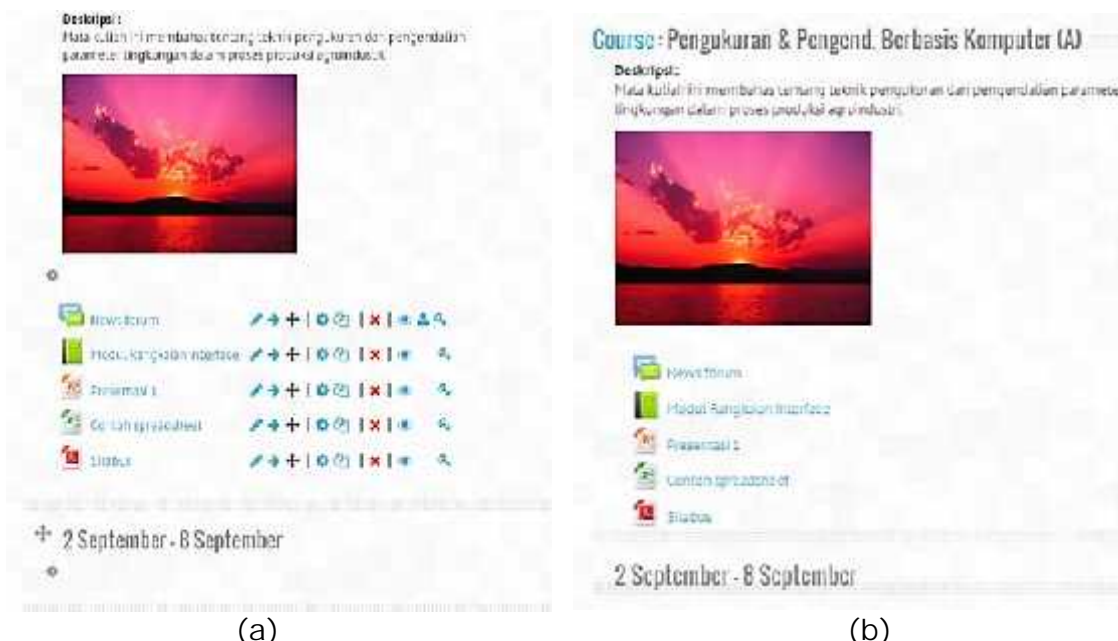 Deskripsi :
Mata kuliah ini membahas tentang teknik pengukuran dan pengendalian
parameter lingkungan dalam proses produksi agroindustri.
News forum
Modul Rangkaian Interface
Presentasi 1
Contoh spreadsheet
Silabus
2 September - 8 September
(a)
Course : Pengukuran & Pengend. Berbasis Komputer (A)
Deskripsi :
Mata kuliah ini membahas tentang teknik pengukuran dan pengendalian paramete
lingkungan dalam proses produksi agroindustri.
News forum
Modul Rangkaian Interface
Presentasi 1
Contoh spreadsheet
Silabus
2 September - 8 September
(b)